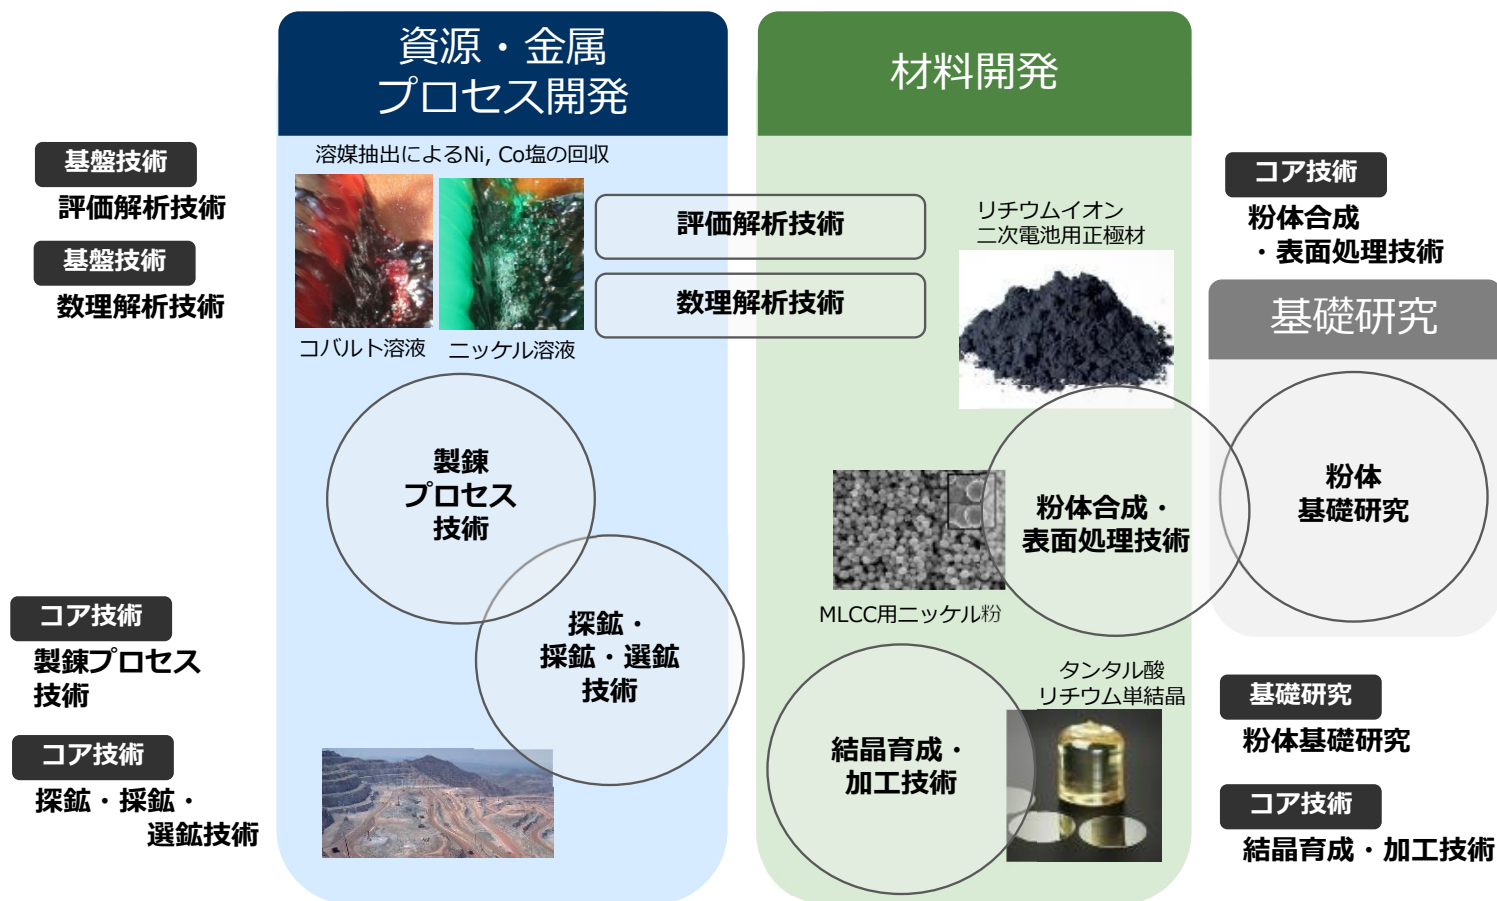 資源・金属
プロセス開発
材料開発
基盤技術
評価解析技術
基盤技術
数理解析技術
溶媒抽出によるNi, Co塩の回収
コバルト溶液
ニッケル溶液
評価解析技術
数理解析技術
リチウムイオン
二次電池用正極材
コア技術
粉体合成
・表面処理技術
基礎研究
製錬
プロセス
技術
探鉱・
採鉱・選鉱
技術
MLCC用ニッケル粉
粉体合成・
表面処理技術
粉体
基礎研究
コア技術
製錬プロセス
技術
コア技術
探鉱・採鉱・
選鉱技術
結晶育成・
加工技術
タンタル酸
リチウム単結晶
基礎研究
粉体基礎研究
コア技術
結晶育成・加工技術